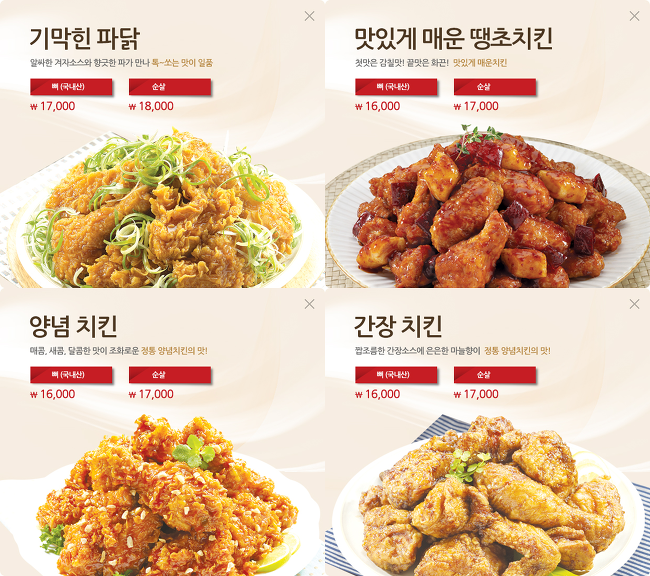 기막힌 파닭
알싸한 겨자소스와 향긋한 파가 만나 톡~쏘는 맛이 일품
뼈 (국내산) 순살
₩ 17,000 ₩ 18,000
맛있게 매운 땡초치킨
첫맛은 감칠맛! 끝맛은 화끈! 맛있게 매운치킨
뼈 (국내산) 순살
₩ 16,000 ₩ 17,000
양념 치킨
매콤, 새콤, 달콤한 맛이 조화로운 정통 양념치킨의 맛!
뼈 (국내산) 순살
₩ 16,000 ₩ 17,000
간장 치킨
짭조름한 간장소스에 은은한 마늘향이 정통 양념치킨의 맛!
뼈 (국내산) 순살
₩ 16,000 ₩ 17,000